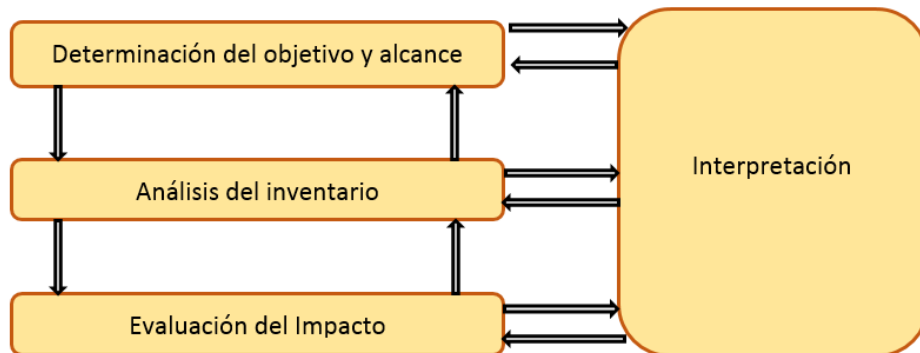 Determinación del objetivo y alcance
Análisis del inventario
Interpretación
Evaluación del Impacto